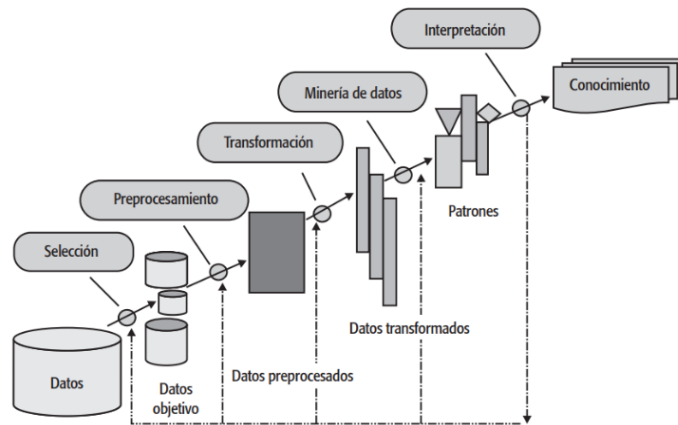 Interpretación
Conocimiento
Minería de datos
Transformación
Patrones
Preprocesamiento
Selección
Datos transformados
Datos preprocesados
Datos
Datos
objetivo